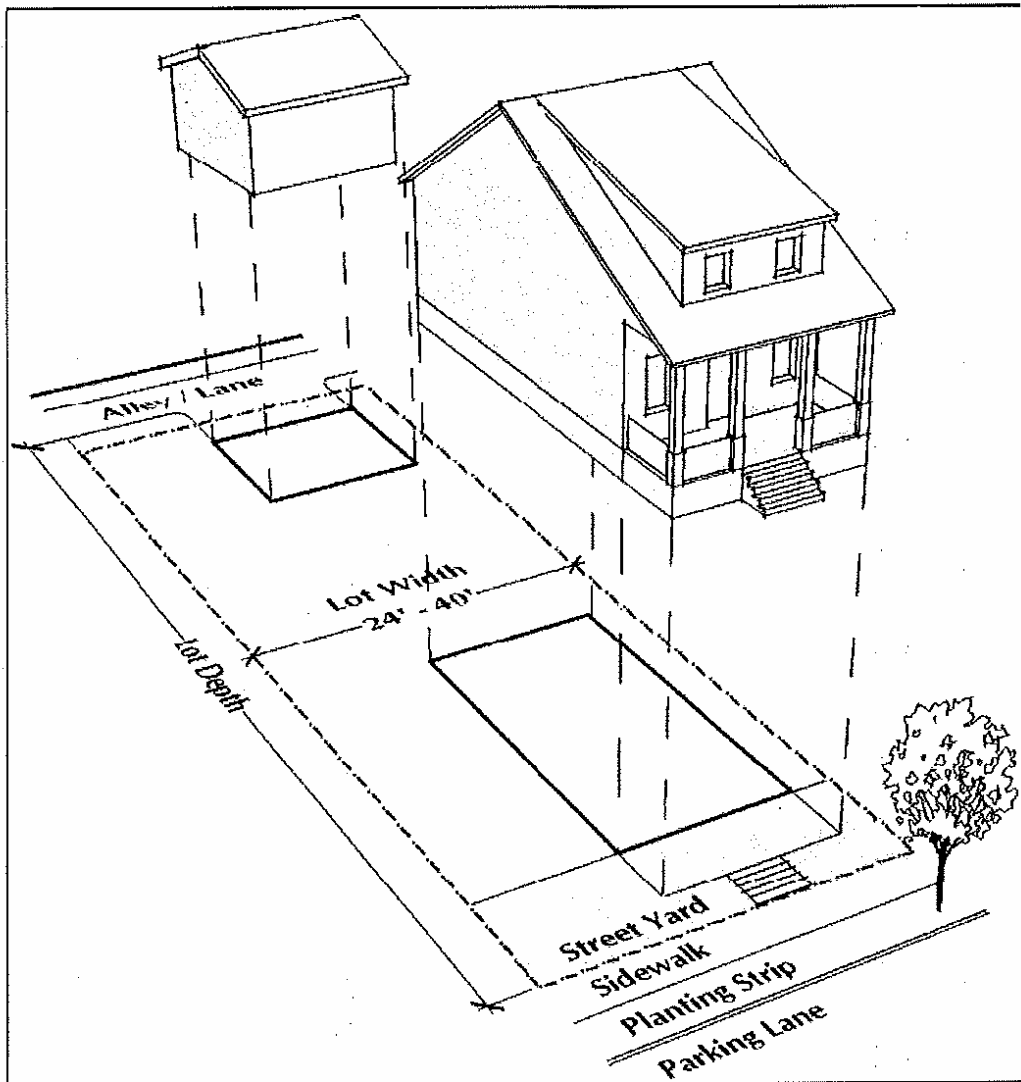 Alley / Lane
Lot Width
24' - 40'
Lot Depth
Street Yard
Sidewalk
Planting Strip
Parking Lane